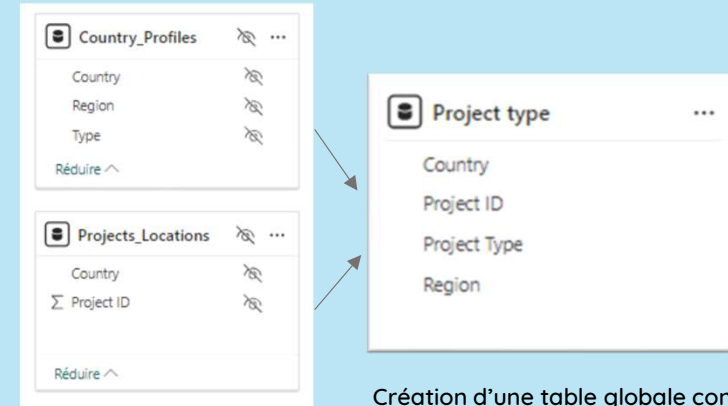 Country_Profiles
Country
Region
Type
Réduire
Projects_Locations
Country
Project ID
Réduire
Project type
Country
Project ID
Project Type
Region
Création d'une table globale